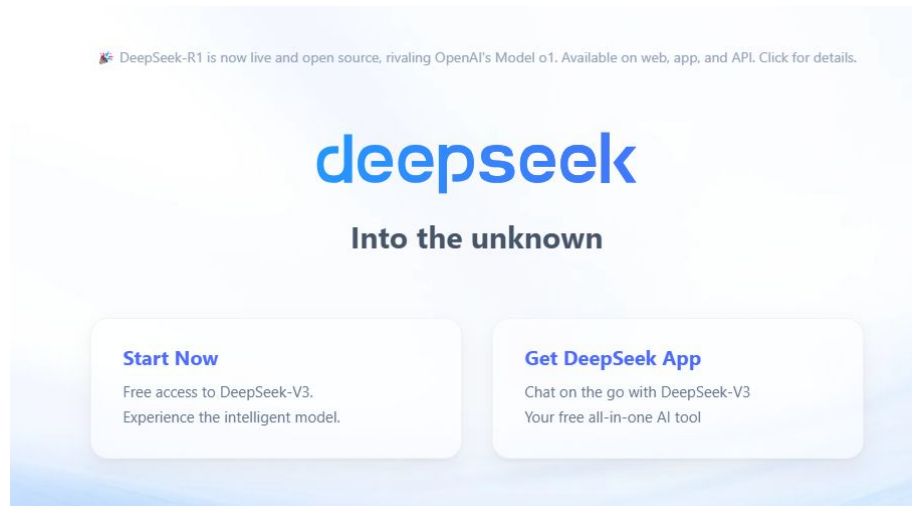 🎉 DeepSeek-R1 is now live and open source, rivaling OpenAI's Model o1. Available on web, app, and API. Click for details.
deepseek
Into the unknown
Start Now
Free access to DeepSeek-V3.
Experience the intelligent model.
Get DeepSeek App
Chat on the go with DeepSeek-V3
Your free all-in-one AI tool